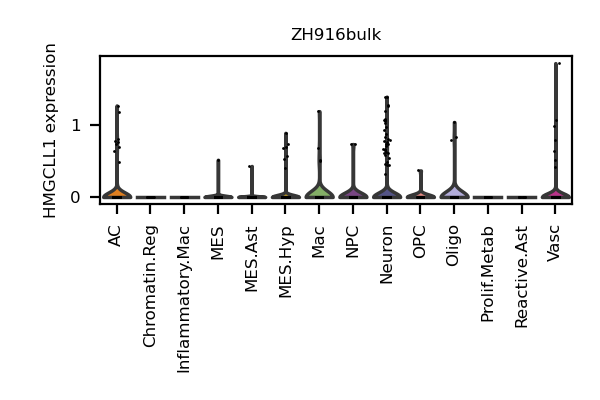 ZH916bulk
HMGCLL1 expression
1
0
AC
Chromatin.Reg
Inflammatory.Mac
MES
MES.Ast
MES.Hyp
Mac
NPC
Neuron
OPC
Oligo
Prolif.Metab
Reactive.Ast
Vasc